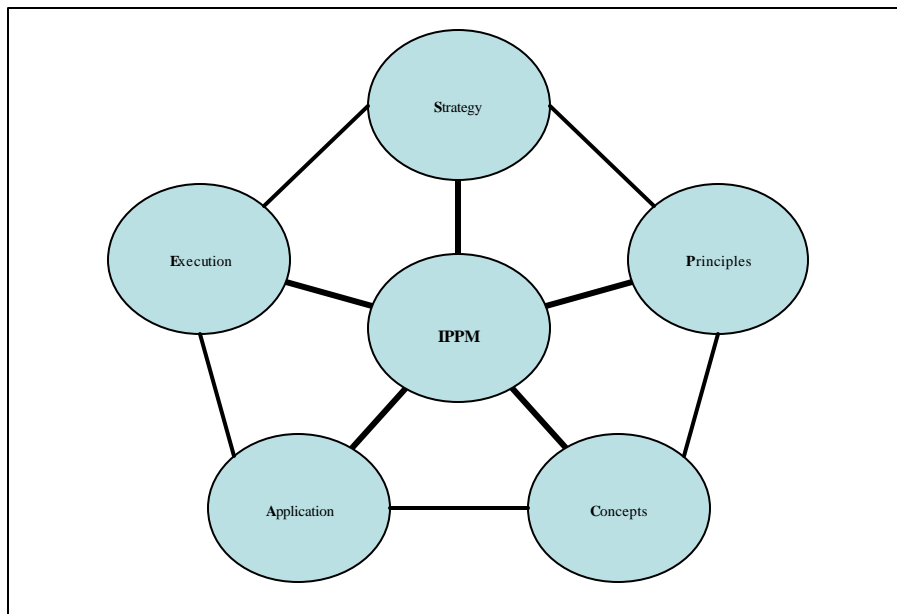 Strategy
Execution
Principles
IPPM
Application
Concepts